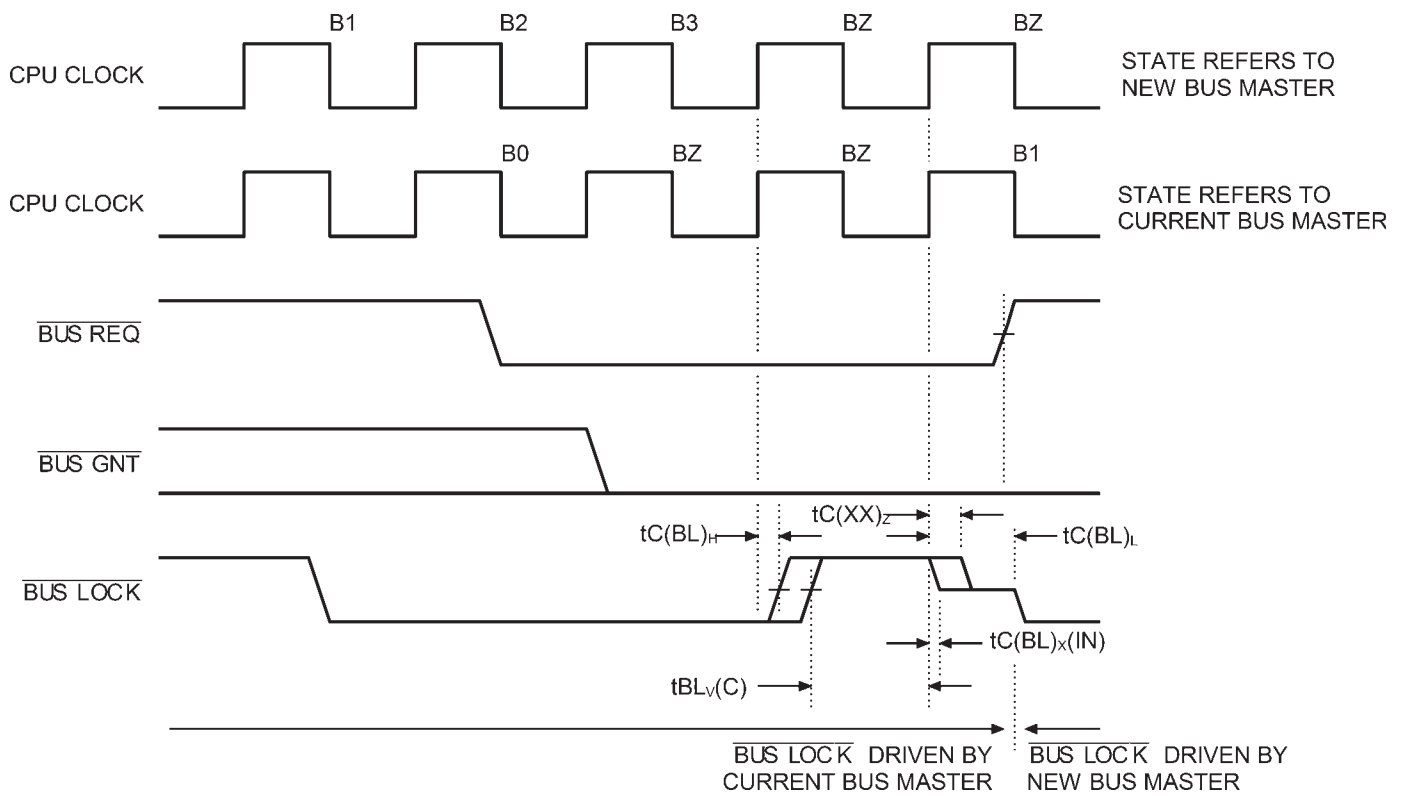 B1 B2 B3 BZ BZ
CPU CLOCK
STATE REFERS TO
NEW BUS MASTER
B0 BZ BZ B1
CPU CLOCK
STATE REFERS TO
CURRENT BUS MASTER
BUS REQ
BUS GNT
tC(XX)Z
tC(BL)H
tC(BL)L
BUS LOCK
tC(BL)X(IN)
tBLV(C)
BUS LOCK DRIVEN BY
CURRENT BUS MASTER
BUS LOCK DRIVEN BY
NEW BUS MASTER